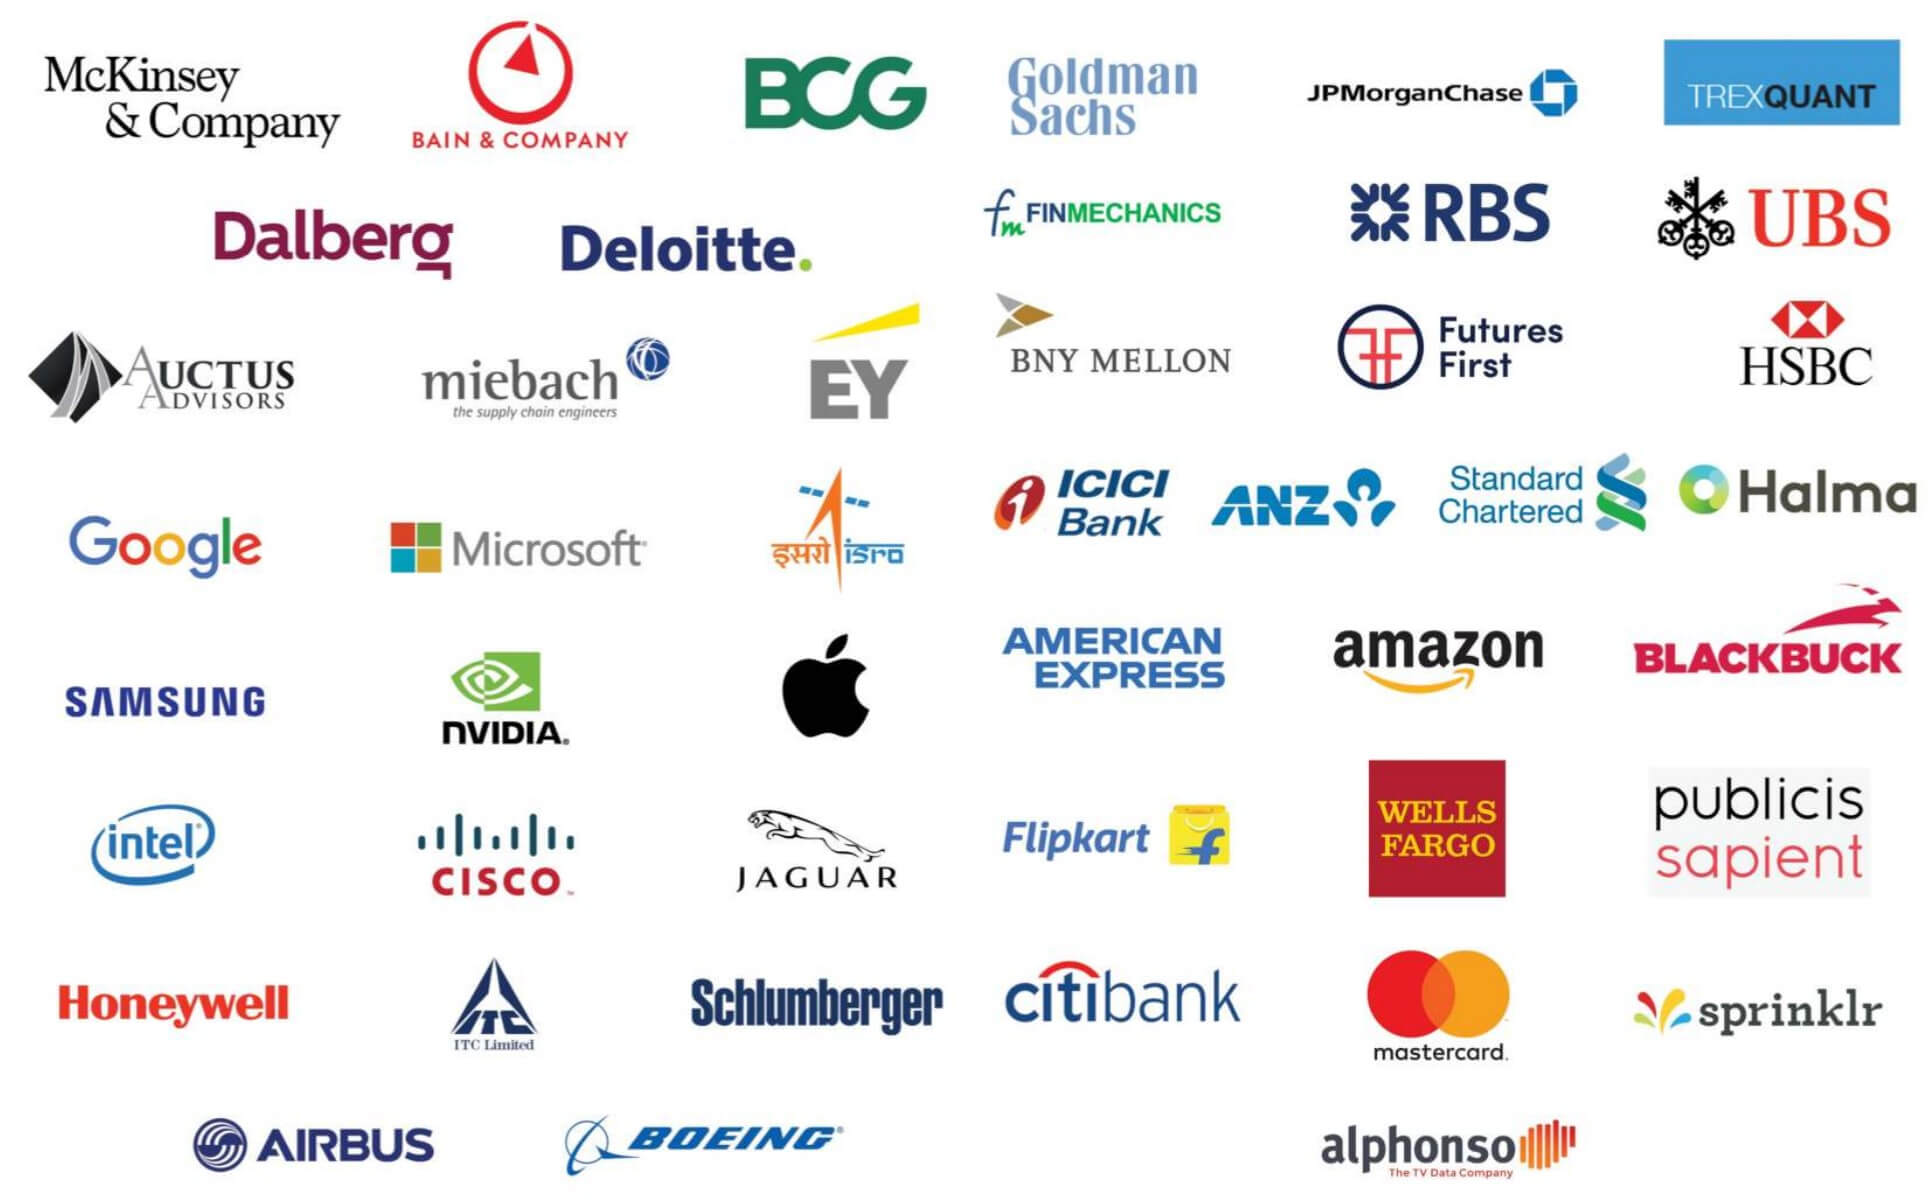 McKinsey
& Company
BAIN & COMPANY
BCG
Goldman
Sachs
JPMorganChase
TREXQUANT
Dalberg
Deloitte.
fm FINMECHANICS
RBS
UBS
AUCTUS
ADVISORS
miebach
the supply chain engineers
EY
BNY MELLON
Futures
First
HSBC
Google
Microsoft
इसरो isro
i ICICI
Bank
ANZ
Standard
Chartered
Halma
SAMSUNG
NVIDIA.
AMERICAN
EXPRESS
amazon
BLACKBUCK
intel
CISCO
JAGUAR
Flipkart f
WELLS
FARGO
publicis
sapient
Honeywell
ITC
ITC Limited
Schlumberger
citibank
mastercard.
sprinklr
AIRBUS
BOEING
alphonso
The TV Data Company